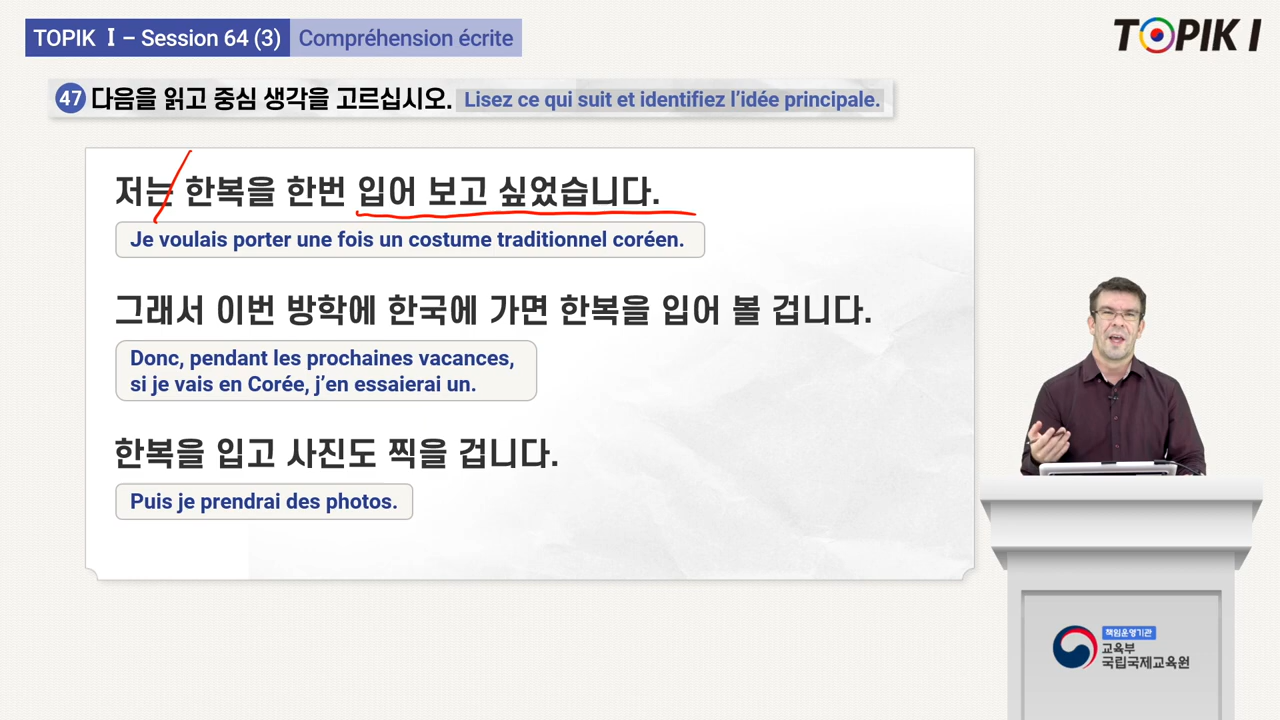 TOPIK I – Session 64 (3) Compréhension écrite
TOPIK I
47 다음을 읽고 중심 생각을 고르십시오. Lisez ce qui suit et identifiez l’idée principale.
저는 한복을 한번 입어 보고 싶었습니다.
Je voulais porter une fois un costume traditionnel coréen.
그래서 이번 방학에 한국에 가면 한복을 입어 볼 겁니다.
Donc, pendant les prochaines vacances,
si je vais en Corée, j’en essaierai un.
한복을 입고 사진도 찍을 겁니다.
Puis je prendrai des photos.
책임운영기관
교육부
국립국제교육원